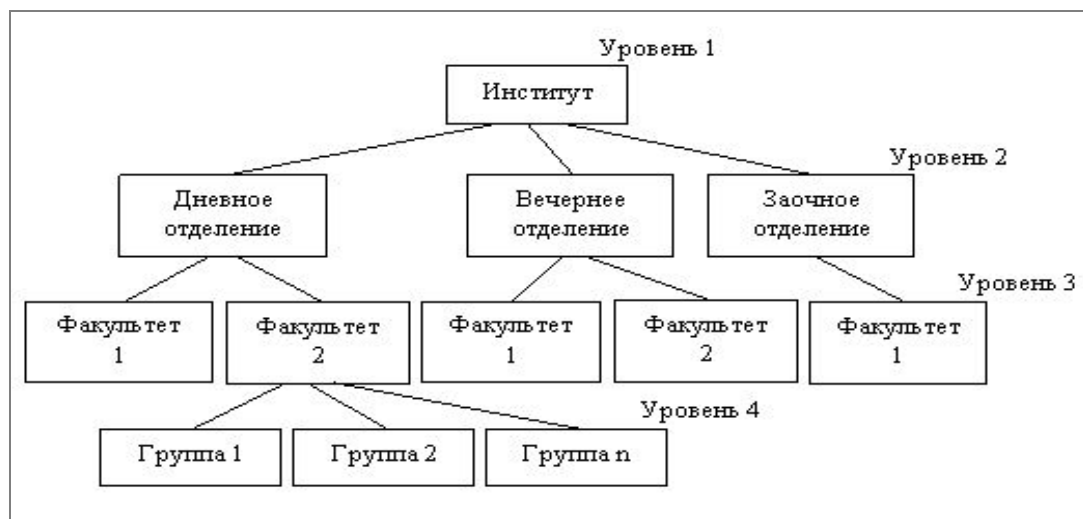 Уровень 1
Институт
Уровень 2
Дневное
отделение
Вечернее
отделение
Заочное
отделение
Уровень 3
Факультет
1
Факультет
2
Факультет
1
Факультет
2
Факультет
1
Уровень 4
Группа 1
Группа 2
Группа n